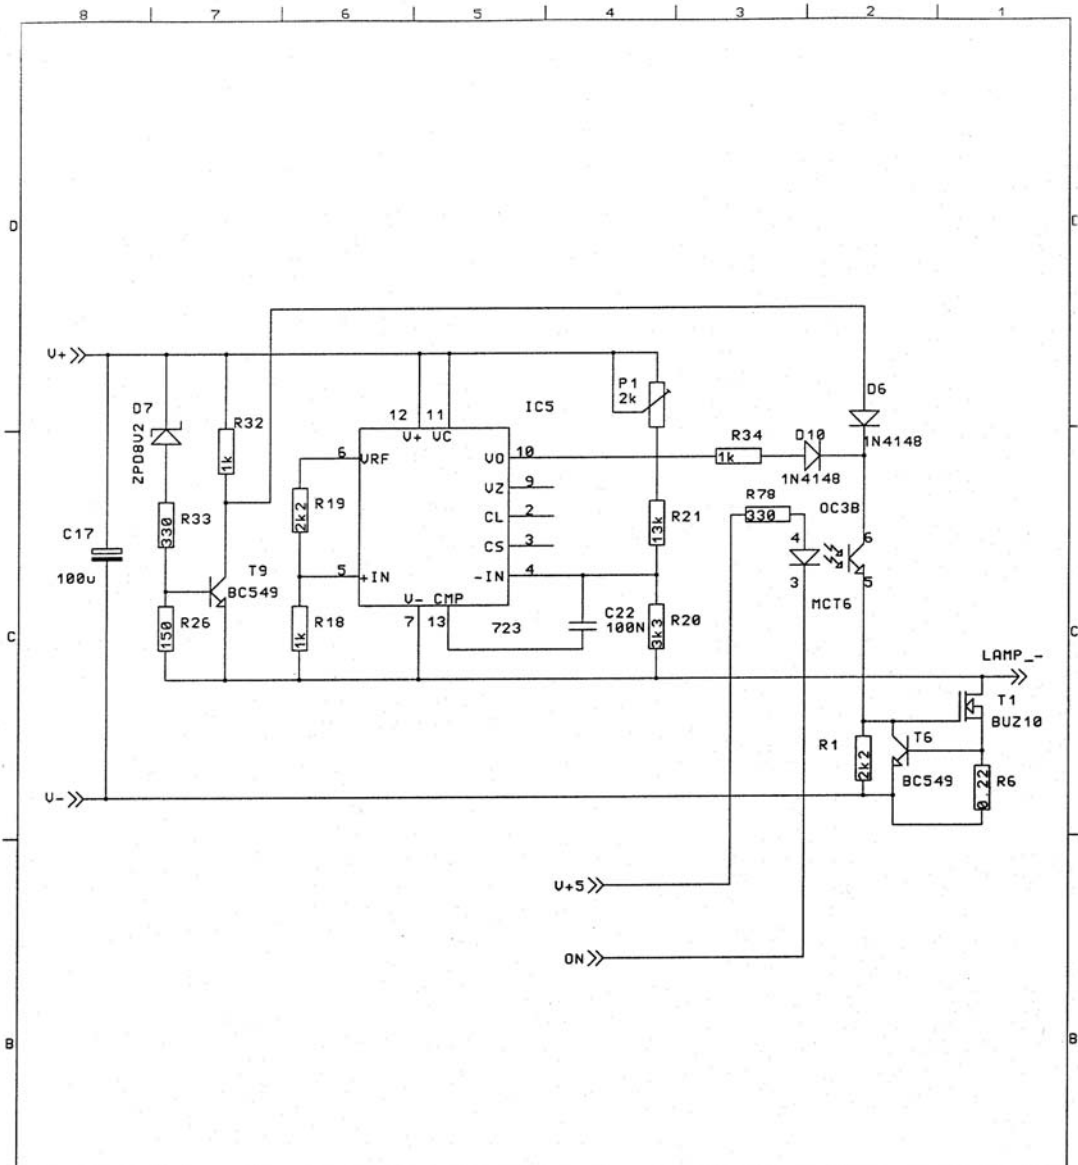 8 7 6 5 4 3 2 1
D
V+
D7
ZPD8V2
R32
1k
12 11
V+ VC
IC5
P1
2k
D6
1N4148
6 VRF
VO 10
R34
1k
D10
1N4148
VZ 9
R19
2k2
R33
330
CL 2
R21
13k
R78
330
OC3B
C17
100u
CS 3
4
6
T9
BC549
5 +IN
-IN 4
3
5
MCT6
R26
150
R18
1k
V- CMP
7 13
723
C22
100N
R20
3k3
C
C
LAMP_-
T1
BUZ10
R1
2k2
T6
BC549
R6
0.22
V-
V+5
ON
B
B